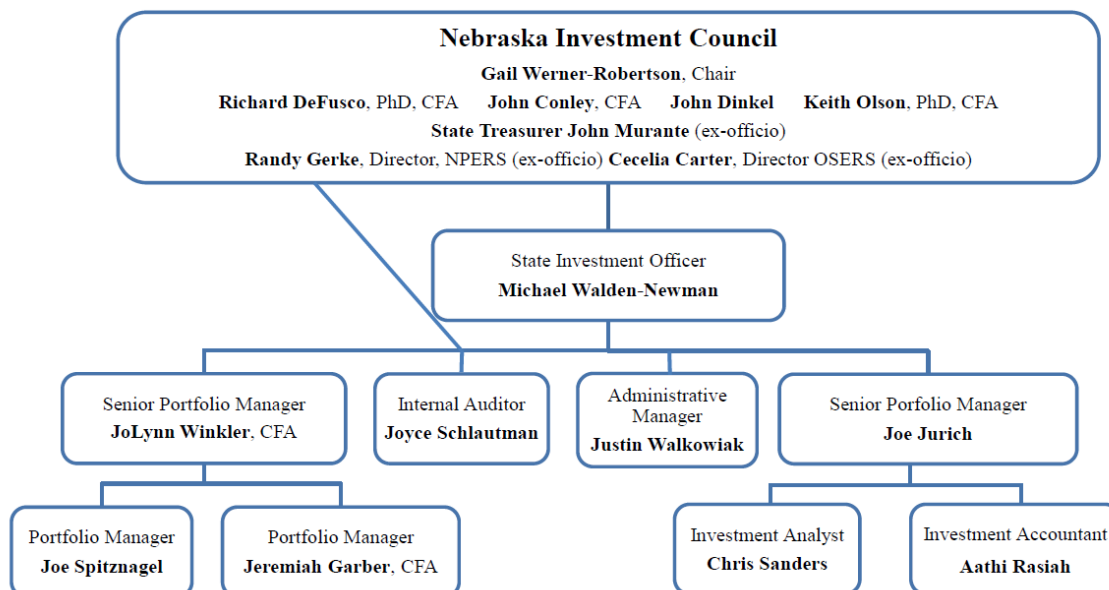 Nebraska Investment Council
Gail Werner-Robertson, Chair
Richard DeFusco, PhD, CFA John Conley, CFA John Dinkel Keith Olson, PhD, CFA
State Treasurer John Murante (ex-officio)
Randy Gerke, Director, NPERS (ex-officio) Cecelia Carter, Director OSERS (ex-officio)
State Investment Officer
Michael Walden-Newman
Senior Portfolio Manager
JoLynn Winkler, CFA
Internal Auditor
Joyce Schlautman
Administrative
Manager
Justin Walkowiak
Senior Porfolio Manager
Joe Jurich
Portfolio Manager
Joe Spitznagel
Portfolio Manager
Jeremiah Garber, CFA
Investment Analyst
Chris Sanders
Investment Accountant
Aathi Rasiah